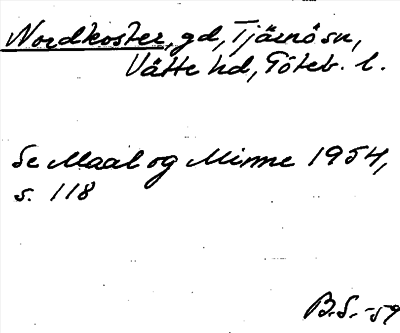 Nordkoster, gd, Tjärnö sn,
Vätte hd, Göteb. l.
Se Maal og Minne 1954,
s. 118
B.S. -59